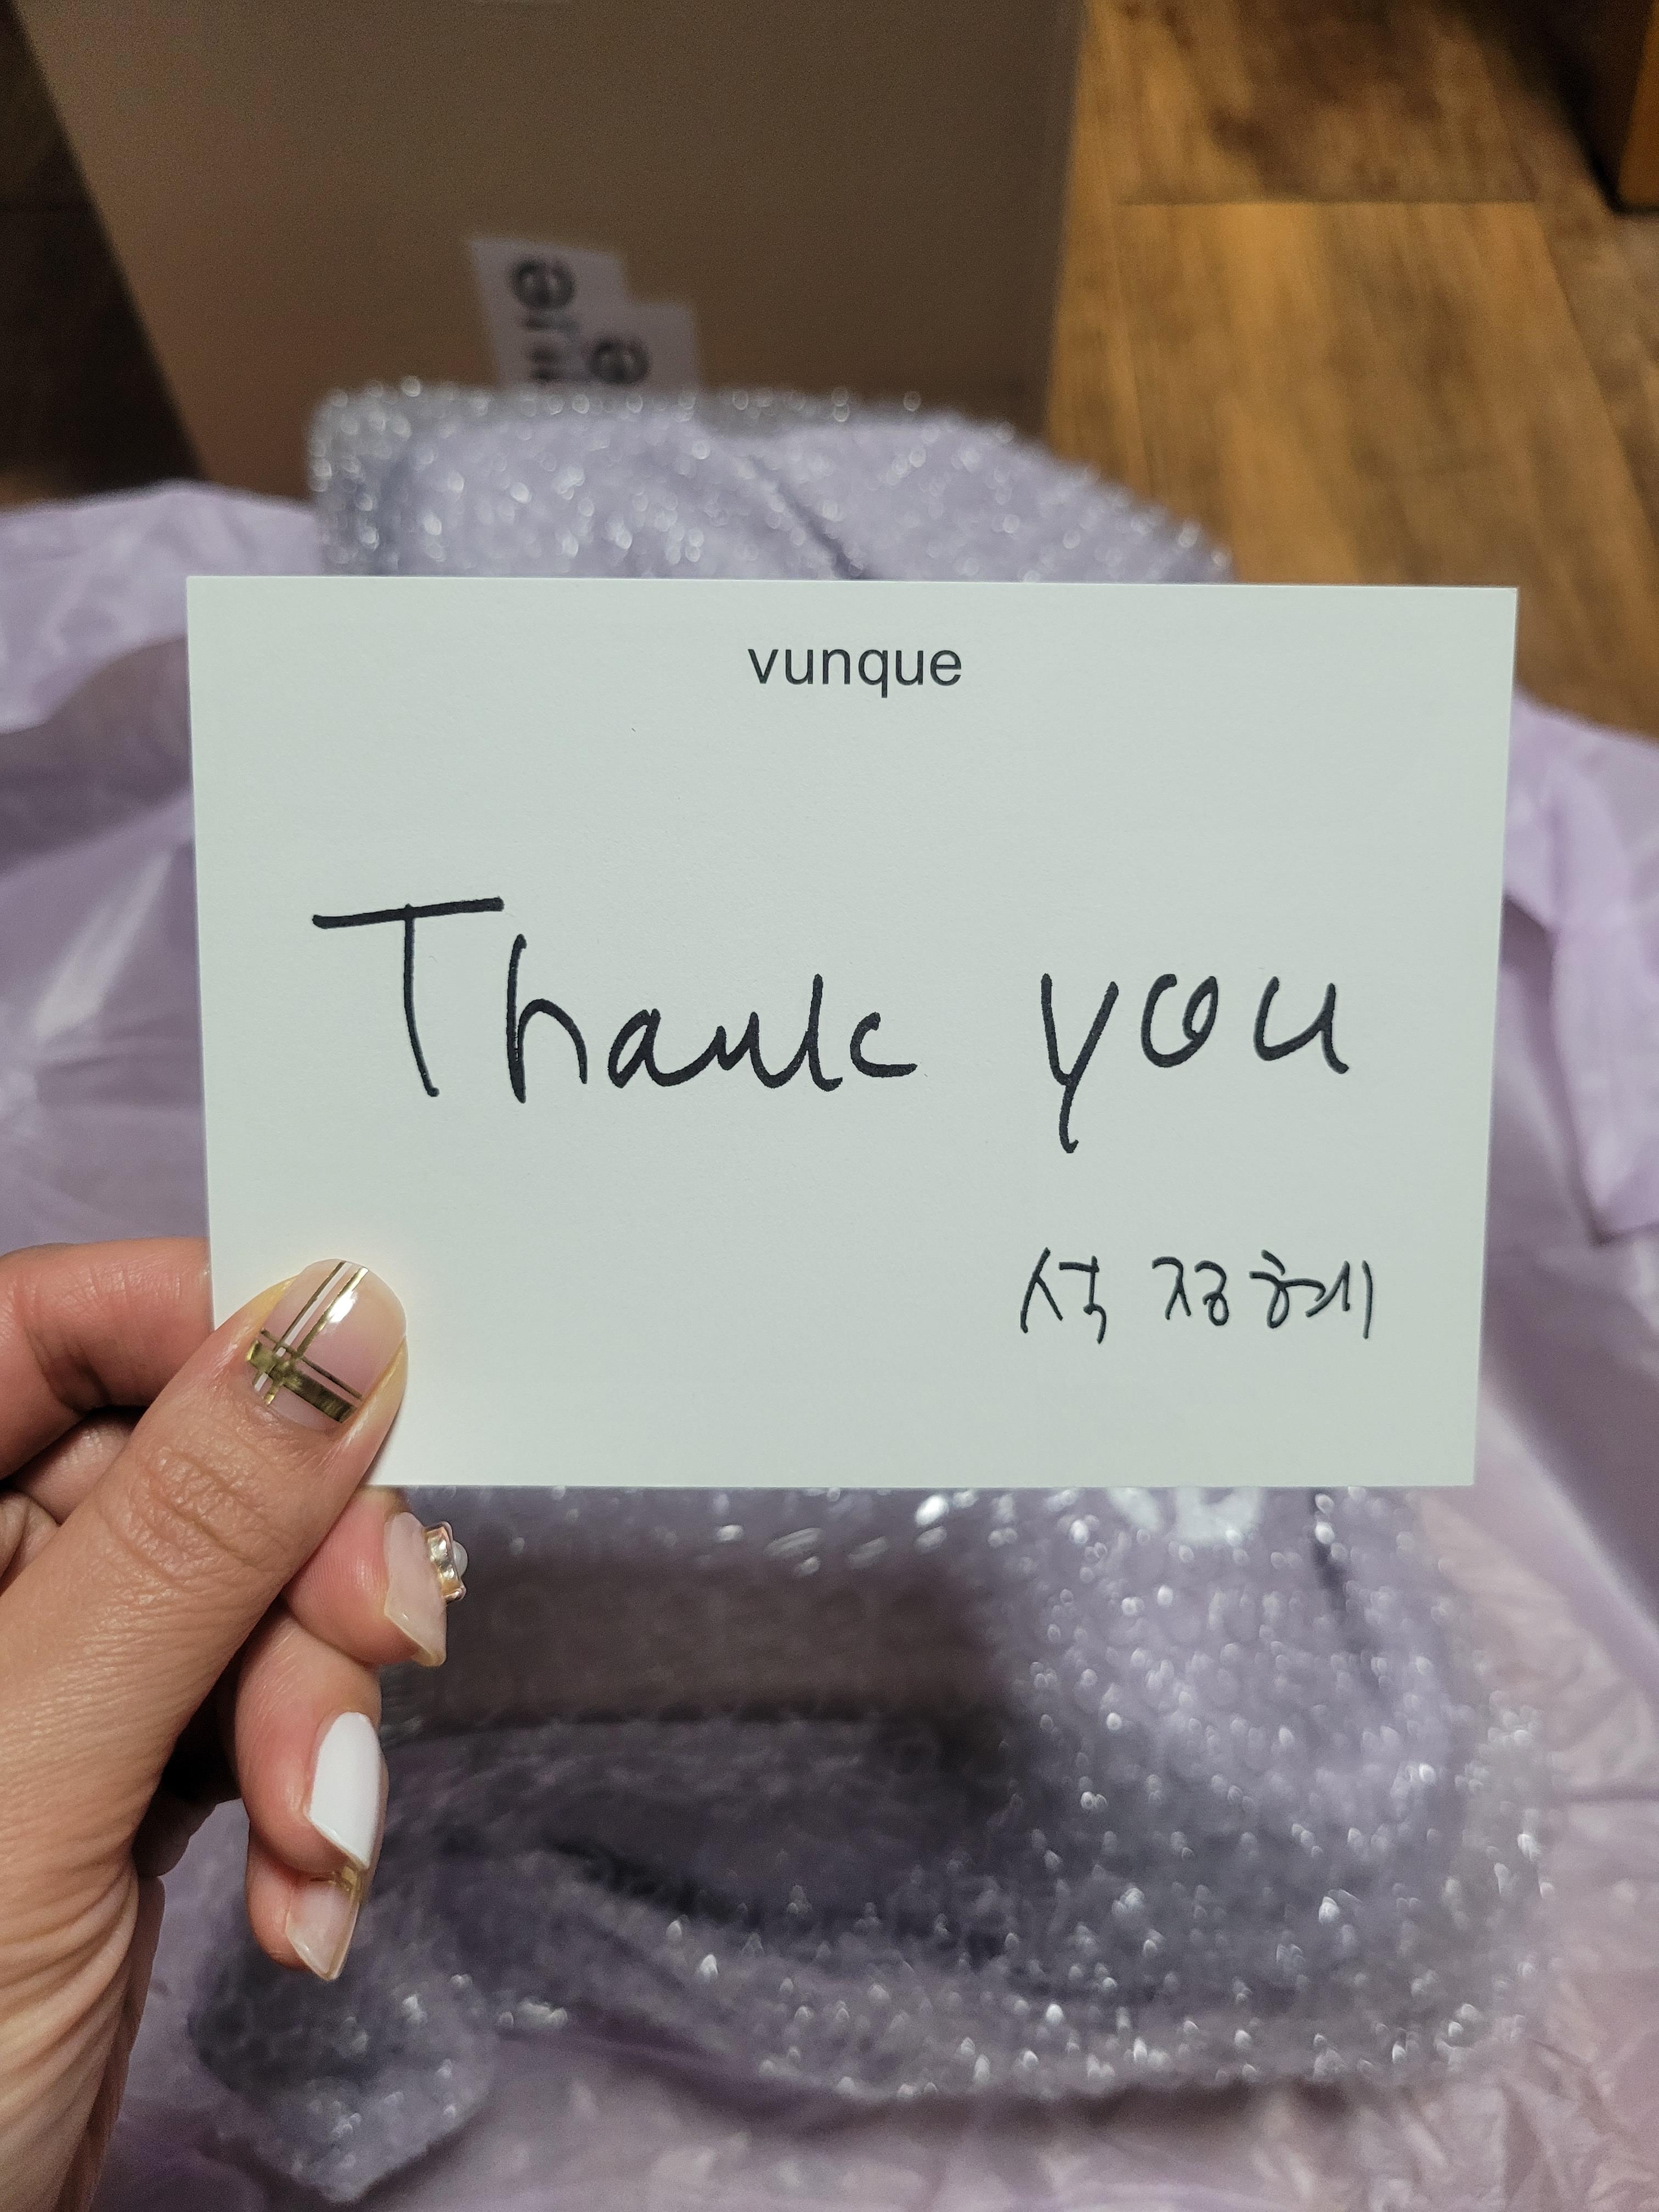 vunque
Thank you
석정혜